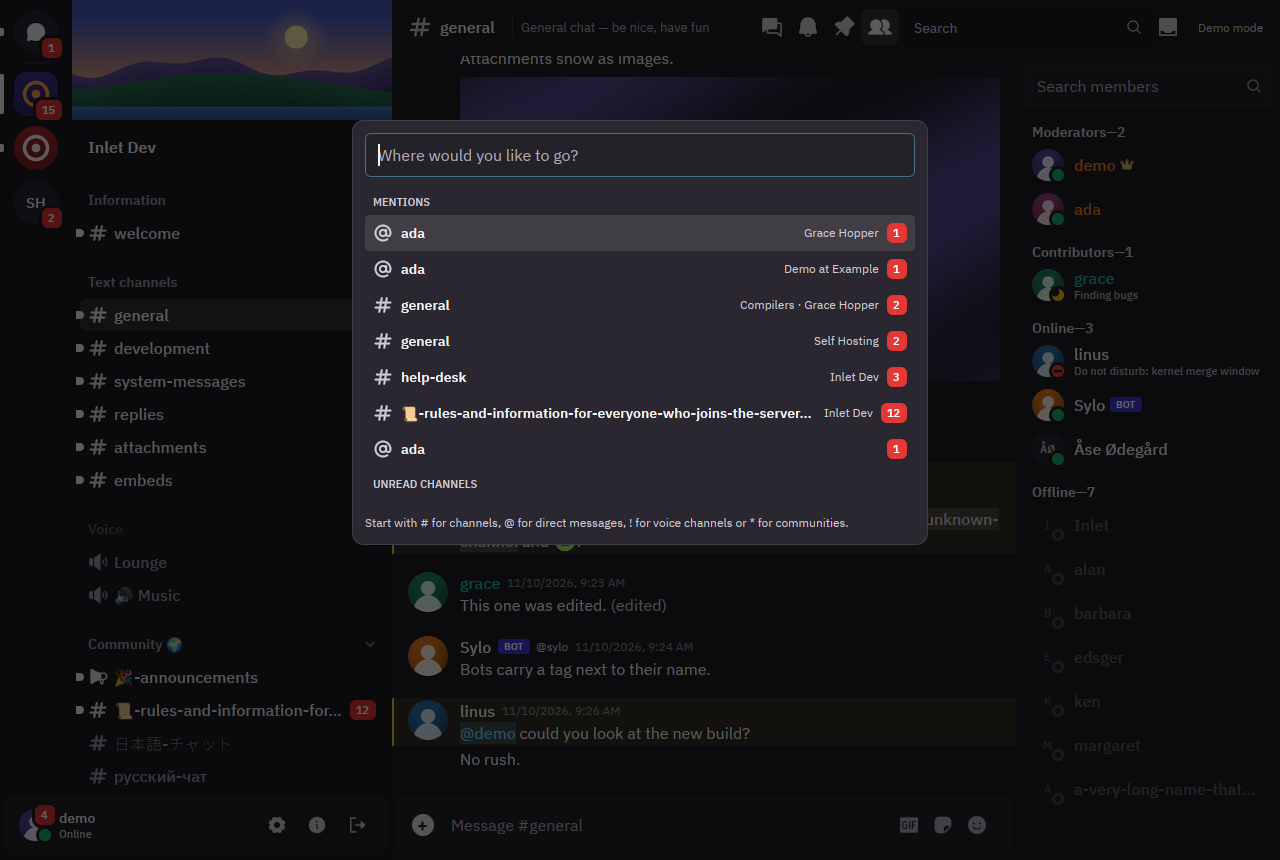 1
15
SH
2
Inlet Dev
Information
welcome
Text channels
general
development
system-messages
replies
attachments
embeds
Voice
Lounge
🔊 Music
Community 🌍
🎉-announcements
📜-rules-and-information-for... 12
日本語-チャット
русский-чат
4
demo
Online
# general General chat — be nice, have fun Search Demo mode
Attachments show as images.
Where would you like to go?
MENTIONS
@ ada Grace Hopper 1
@ ada Demo at Example 1
# general Compilers · Grace Hopper 2
# general Self Hosting 2
# help-desk Inlet Dev 3
# 📜-rules-and-information-for-everyone-who-joins-the-server... Inlet Dev 12
@ ada 1
UNREAD CHANNELS
Start with # for channels, @ for direct messages, ! for voice channels or * for communities.
unknown-
channel and
grace 11/10/2026, 9:23 AM
This one was edited. (edited)
Sylo BOT @sylo 11/10/2026, 9:24 AM
Bots carry a tag next to their name.
linus 11/10/2026, 9:26 AM
@demo could you look at the new build?
No rush.
Message #general
GIF
Search members
Moderators—2
demo
ada
Contributors—1
grace
Finding bugs
Online—3
linus
Do not disturb: kernel merge window
Sylo BOT
ÅØ Åse Ødegård
Offline—7
I Inlet
A alan
B barbara
E edsger
K ken
M margaret
A a-very-long-name-that...